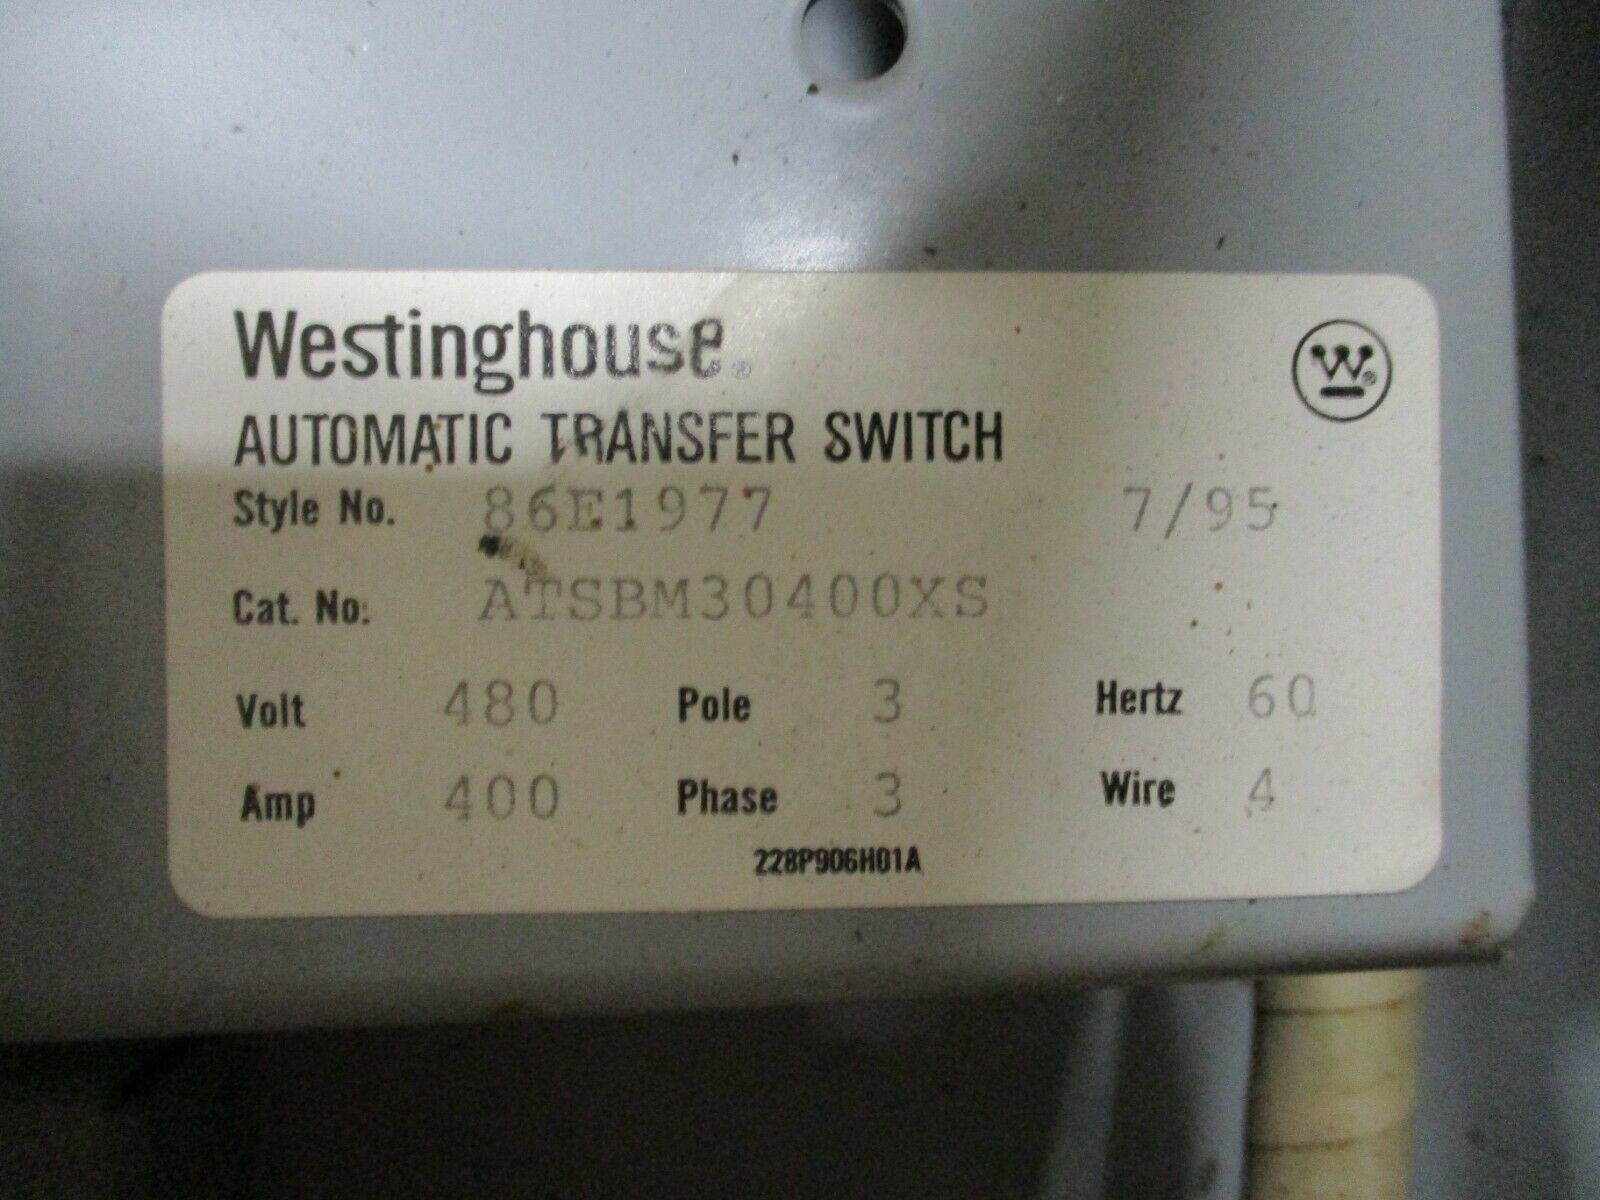 Westinghouse®
W®
AUTOMATIC TRANSFER SWITCH
Style No. 86E1977 7/95
Cat. No: ATSBM30400XS
Volt 480 Pole 3 Hertz 60
Amp 400 Phase 3 Wire 4
228P906H01A